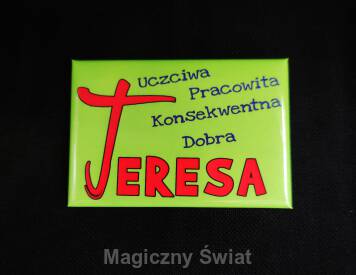 Uczciwa
Pracowita
Konsekwentna
Dobra
TERESA
Magiczny Świat